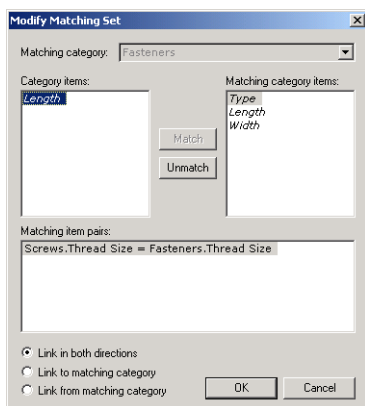 Modify Matching Set
Matching category: Fasteners
Category items:
Matching category items:
Length
Type
Length
Width
Match
Unmatch
Matching item pairs:
Screws.Thread Size = Fasteners.Thread Size
Link in both directions
Link to matching category
Link from matching category
OK
Cancel